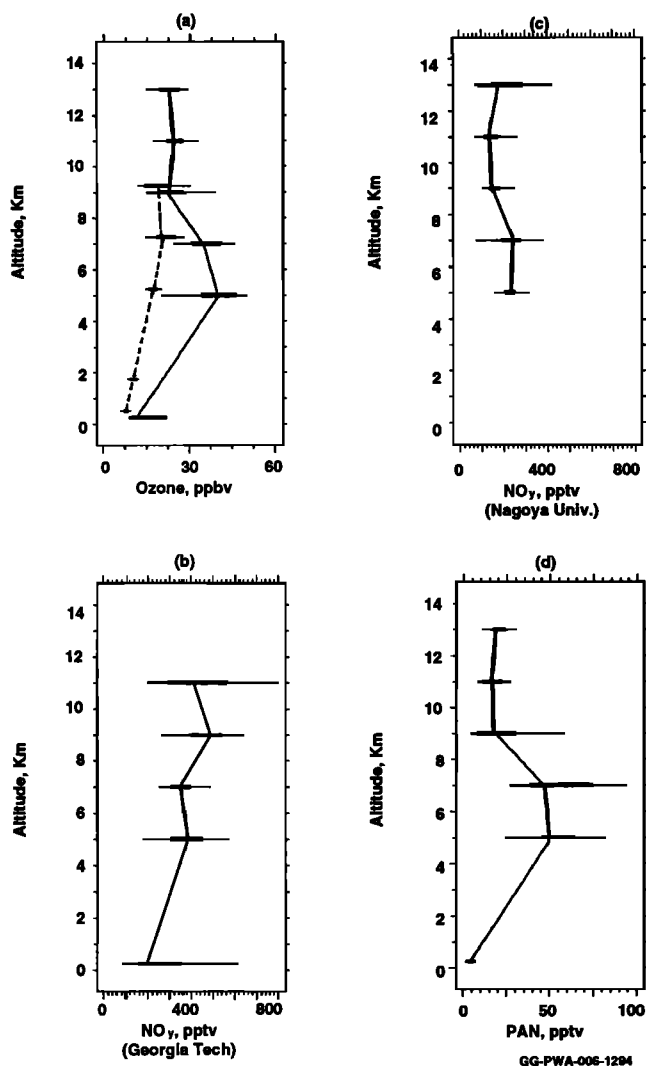 (a)
14
12
10
8
6
4
2
0
Altitude, Km
0
30
60
Ozone, ppbv
(c)
14
12
10
8
6
4
2
0
Altitude, Km
0
400
800
NOy, pptv
(Nagoya Univ.)
(b)
14
12
10
8
6
4
2
0
Altitude, Km
0
400
800
NOy, pptv
(Georgia Tech)
(d)
14
12
10
8
6
4
2
0
Altitude, Km
0
50
100
PAN, pptv
GG-PWA-006-1294